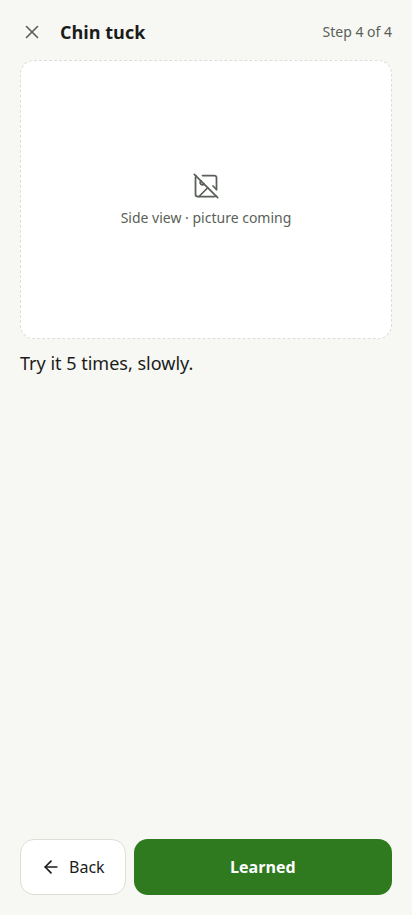 Chin tuck
Step 4 of 4
Side view · picture coming
Try it 5 times, slowly.
Back
Learned